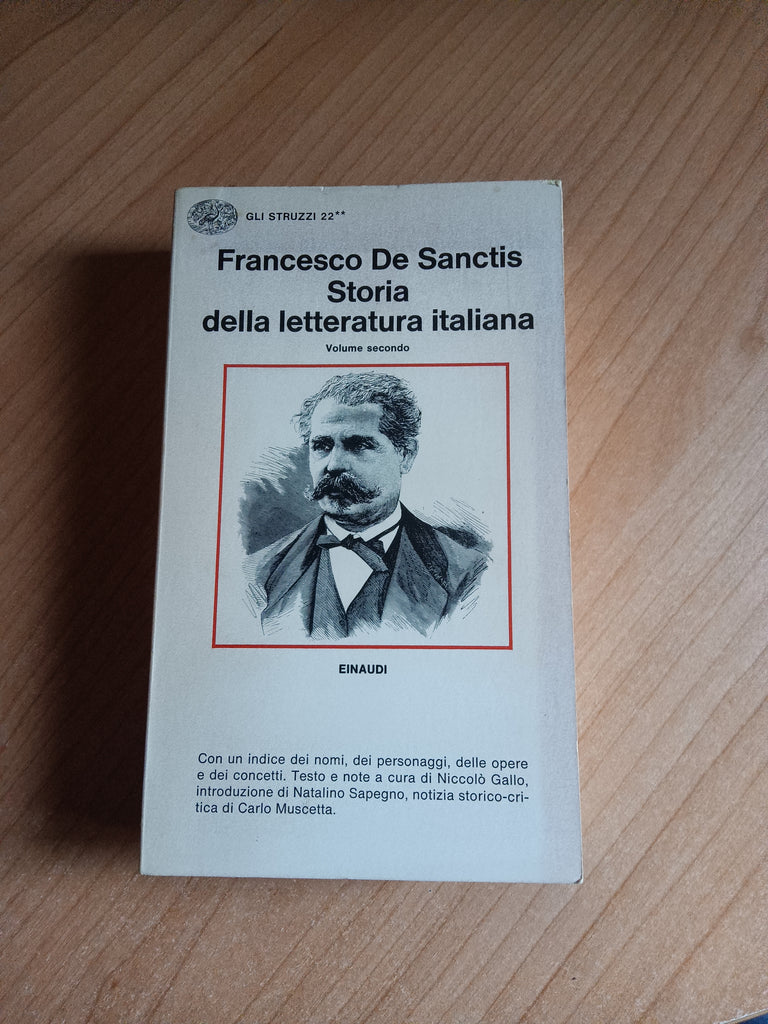 GLI STRUZZI 22**
Francesco De Sanctis
Storia
della letteratura italiana
Volume secondo
EINAUDI
Con un indice dei nomi, dei personaggi, delle opere
e dei concetti. Testo e note a cura di Niccolò Gallo,
introduzione di Natalino Sapegno, notizia storico-cri-
tica di Carlo Muscetta.